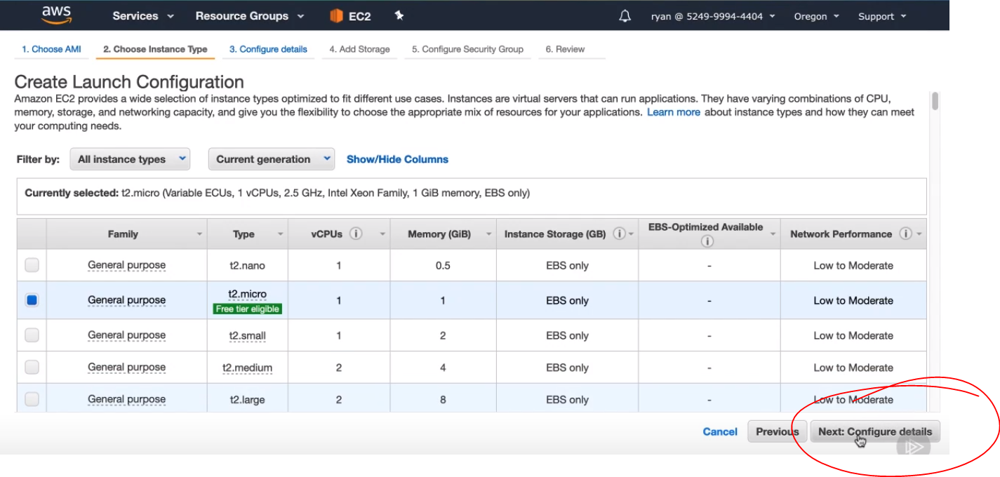 aws Services Resource Groups EC2 ryan @ 5249-9994-4404 Oregon Support
1. Choose AMI 2. Choose Instance Type 3. Configure details 4. Add Storage 5. Configure Security Group 6. Review
Create Launch Configuration
Amazon EC2 provides a wide selection of instance types optimized to fit different use cases. Instances are virtual servers that can run applications. They have varying combinations of CPU,
memory, storage, and networking capacity, and give you the flexibility to choose the appropriate mix of resources for your applications. Learn more about instance types and how they can meet
your computing needs.
Filter by: All instance types Current generation Show/Hide Columns
Currently selected: t2.micro (Variable ECUs, 1 vCPUs, 2.5 GHz, Intel Xeon Family, 1 GiB memory, EBS only)
Family Type vCPUs i Memory (GiB) Instance Storage (GB) i EBS-Optimized Available i Network Performance i
General purpose t2.nano 1 0.5 EBS only - Low to Moderate
General purpose t2.micro Free tier eligible 1 1 EBS only - Low to Moderate
General purpose t2.small 1 2 EBS only - Low to Moderate
General purpose t2.medium 2 4 EBS only - Low to Moderate
General purpose t2.large 2 8 EBS only - Low to Moderate
Cancel Previous Next: Configure details